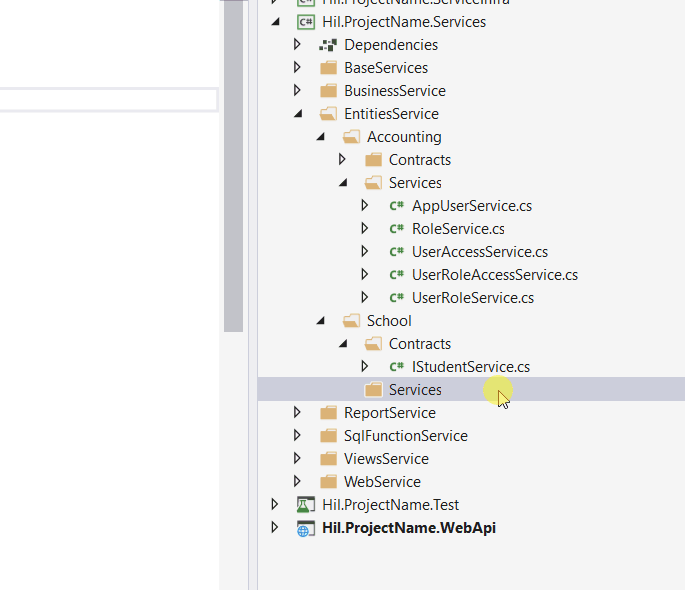 Hil.ProjectName.ServiceInfra
C# Hil.ProjectName.Services
Dependencies
BaseServices
BusinessService
EntitiesService
Accounting
Contracts
Services
C# AppUserService.cs
C# RoleService.cs
C# UserAccessService.cs
C# UserRoleAccessService.cs
C# UserRoleService.cs
School
Contracts
C# IStudentService.cs
Services
ReportService
SqlFunctionService
ViewsService
WebService
Hil.ProjectName.Test
Hil.ProjectName.WebApi